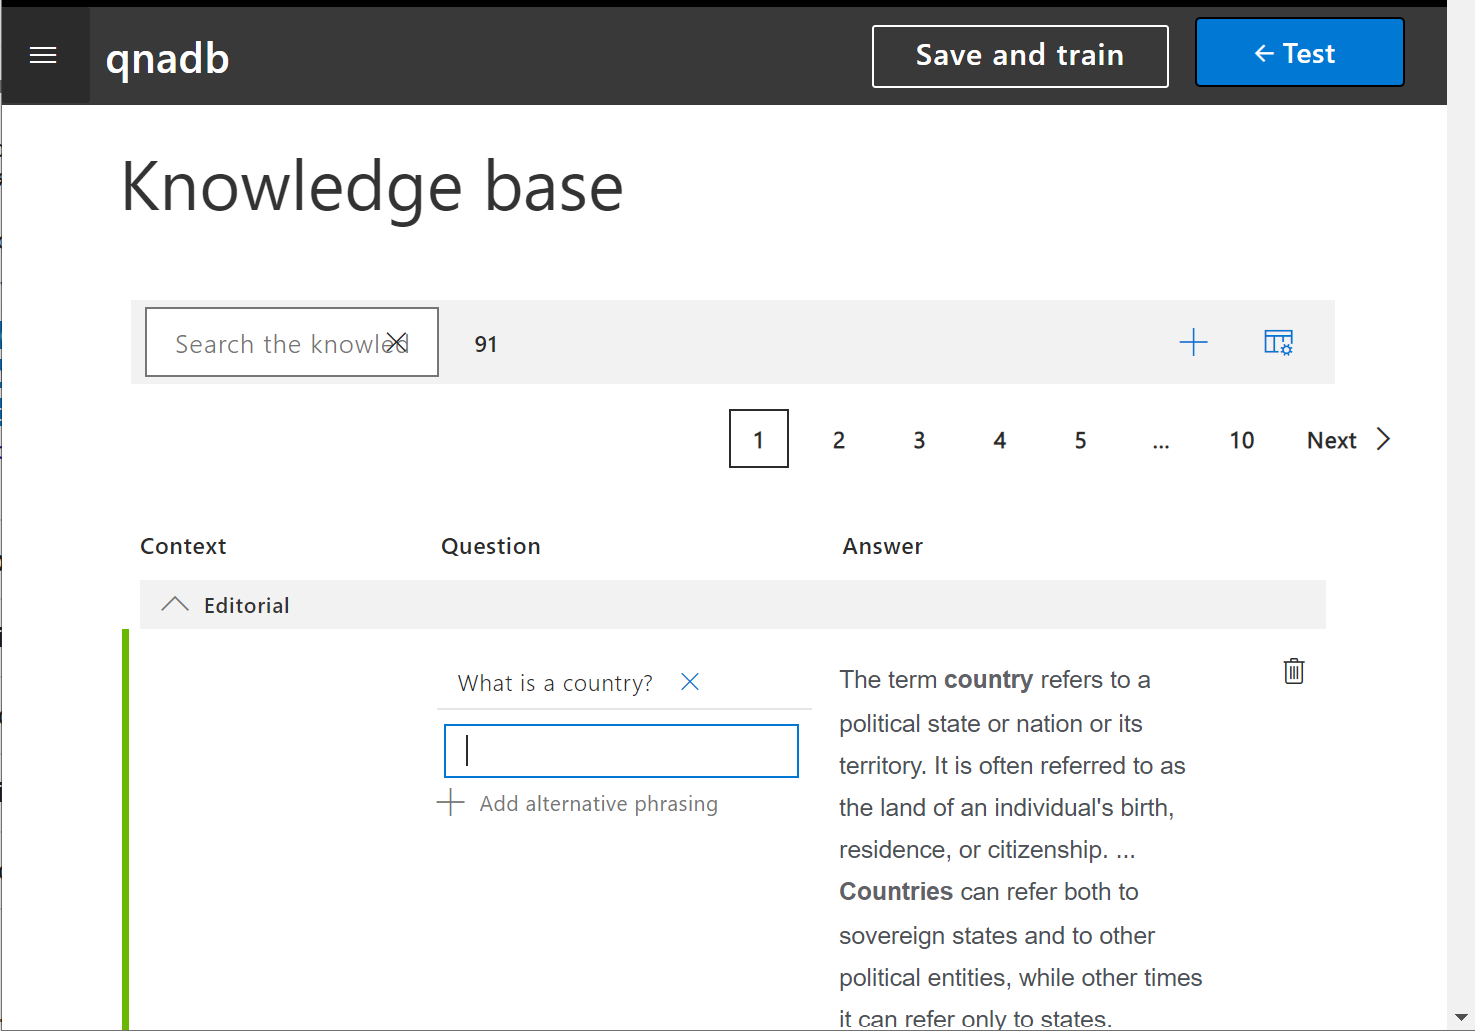 qnadb
Save and train
← Test
Knowledge base
Search the knowled
91
1 2 3 4 5 ... 10 Next
Context Question Answer
Editorial
What is a country?
Add alternative phrasing
The term country refers to a
political state or nation or its
territory. It is often referred to as
the land of an individual's birth,
residence, or citizenship. ...
Countries can refer both to
sovereign states and to other
political entities, while other times
it can refer only to states.